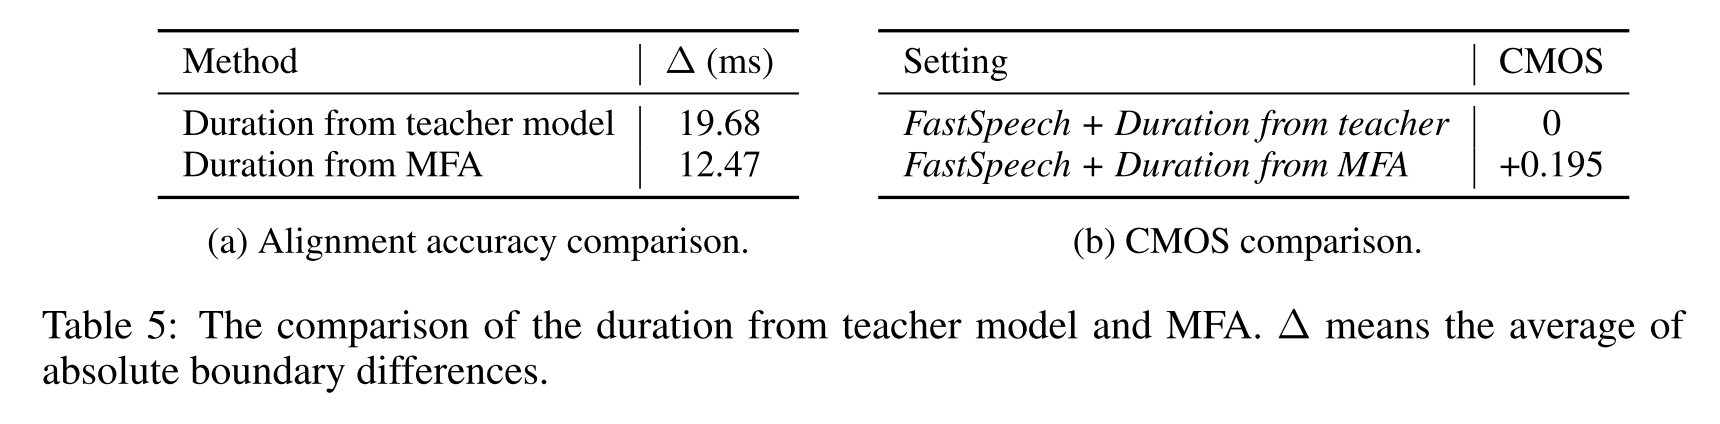 Method Δ (ms)
Duration from teacher model 19.68
Duration from MFA 12.47
(a) Alignment accuracy comparison.
Setting CMOS
FastSpeech + Duration from teacher 0
FastSpeech + Duration from MFA +0.195
(b) CMOS comparison.
Table 5: The comparison of the duration from teacher model and MFA. Δ means the average of
absolute boundary differences.